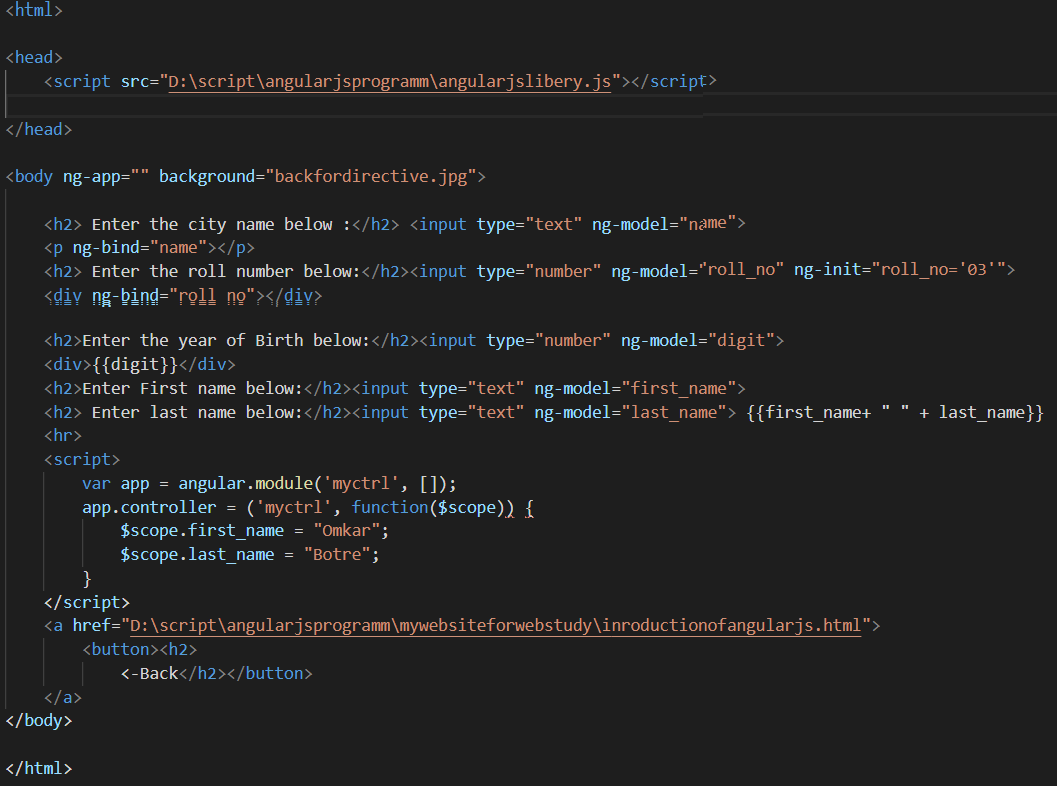 <html>
<head>
<script src="D:\script\angularjsprogramm\angularjslibery.js"></script>
</head>
<body ng-app="" background="backfordirective.jpg">
<h2> Enter the city name below :</h2> <input type="text" ng-model="name">
<p ng-bind="name"></p>
<h2> Enter the roll number below:</h2><input type="number" ng-model="roll_no" ng-init="roll_no='03'">
<div ng-bind="roll no"></div>
<h2>Enter the year of Birth below:</h2><input type="number" ng-model="digit">
<div>{{digit}}</div>
<h2>Enter First name below:</h2><input type="text" ng-model="first_name">
<h2> Enter last name below:</h2><input type="text" ng-model="last_name"> {{first_name+ " " + last_name}}
<hr>
<script>
var app = angular.module('myctrl', []);
app.controller = ('myctrl', function($scope)) {
$scope.first_name = "Omkar";
$scope.last_name = "Botre";
}
</script>
<a href="D:\script\angularjsprogramm\mywebsiteforwebstudy\inroductionofangularjs.html">
<button><h2>
<-Back</h2></button>
</a>
</body>
</html>